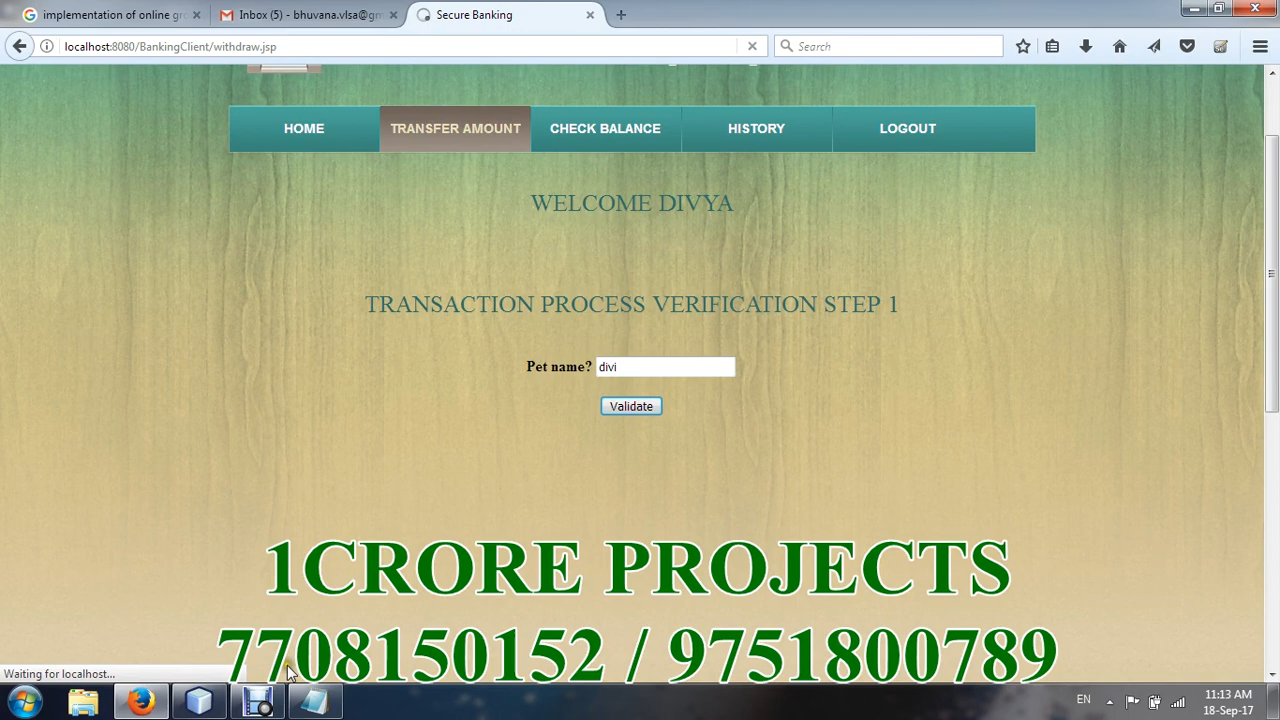 implementation of online gr
Inbox (5) - bhuvana.vlsa@gm
Secure Banking
localhost:8080/BankingClient/withdraw.jsp
Search
HOME
TRANSFER AMOUNT
CHECK BALANCE
HISTORY
LOGOUT
WELCOME DIVYA
TRANSACTION PROCESS VERIFICATION STEP 1
Pet name? divi
Validate
1CRORE PROJECTS
7708150152 / 9751800789
Waiting for localhost...
EN
11:13 AM
18-Sep-17